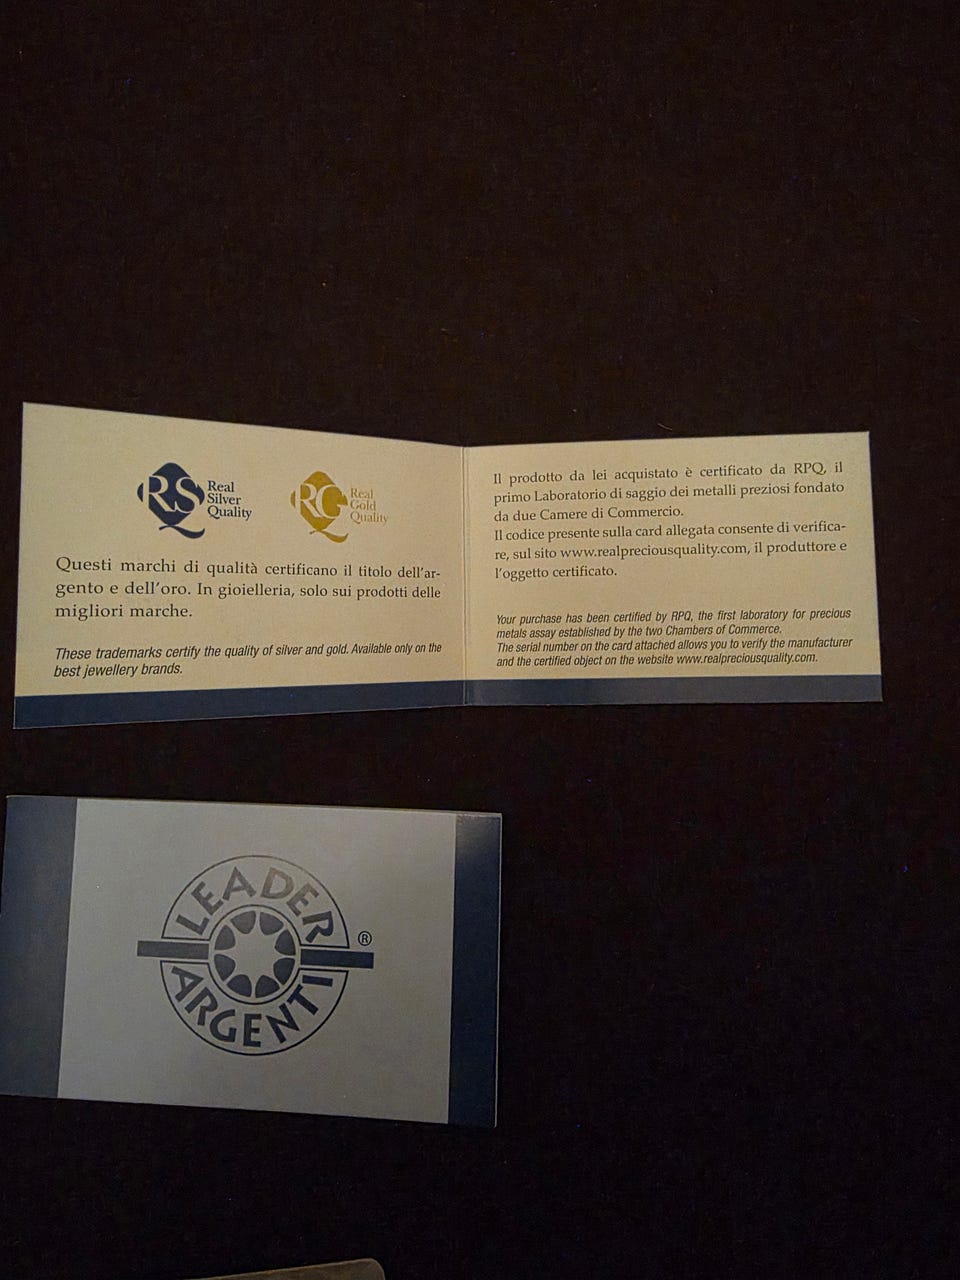 RS Real
Silver
Quality
RG Real
Gold
Quality
Questi marchi di qualità certificano il titolo dell'ar-
gento e dell'oro. In gioielleria, solo sui prodotti delle
migliori marche.
These trademarks certify the quality of silver and gold. Available only on the
best jewellery brands.
Il prodotto da lei acquistato è certificato da RPQ, il
primo Laboratorio di saggio dei metalli preziosi fondato
da due Camere di Commercio.
Il codice presente sulla card allegata consente di verifica-
re, sul sito www.realpreciousquality.com, il produttore e
l'oggetto certificato.
Your purchase has been certified by RPQ, the first laboratory for precious
metals assay established by the two Chambers of Commerce.
The serial number on the card attached allows you to verify the manufacturer
and the certified object on the website www.realpreciousquality.com.
LEADER
®
ARGENTI